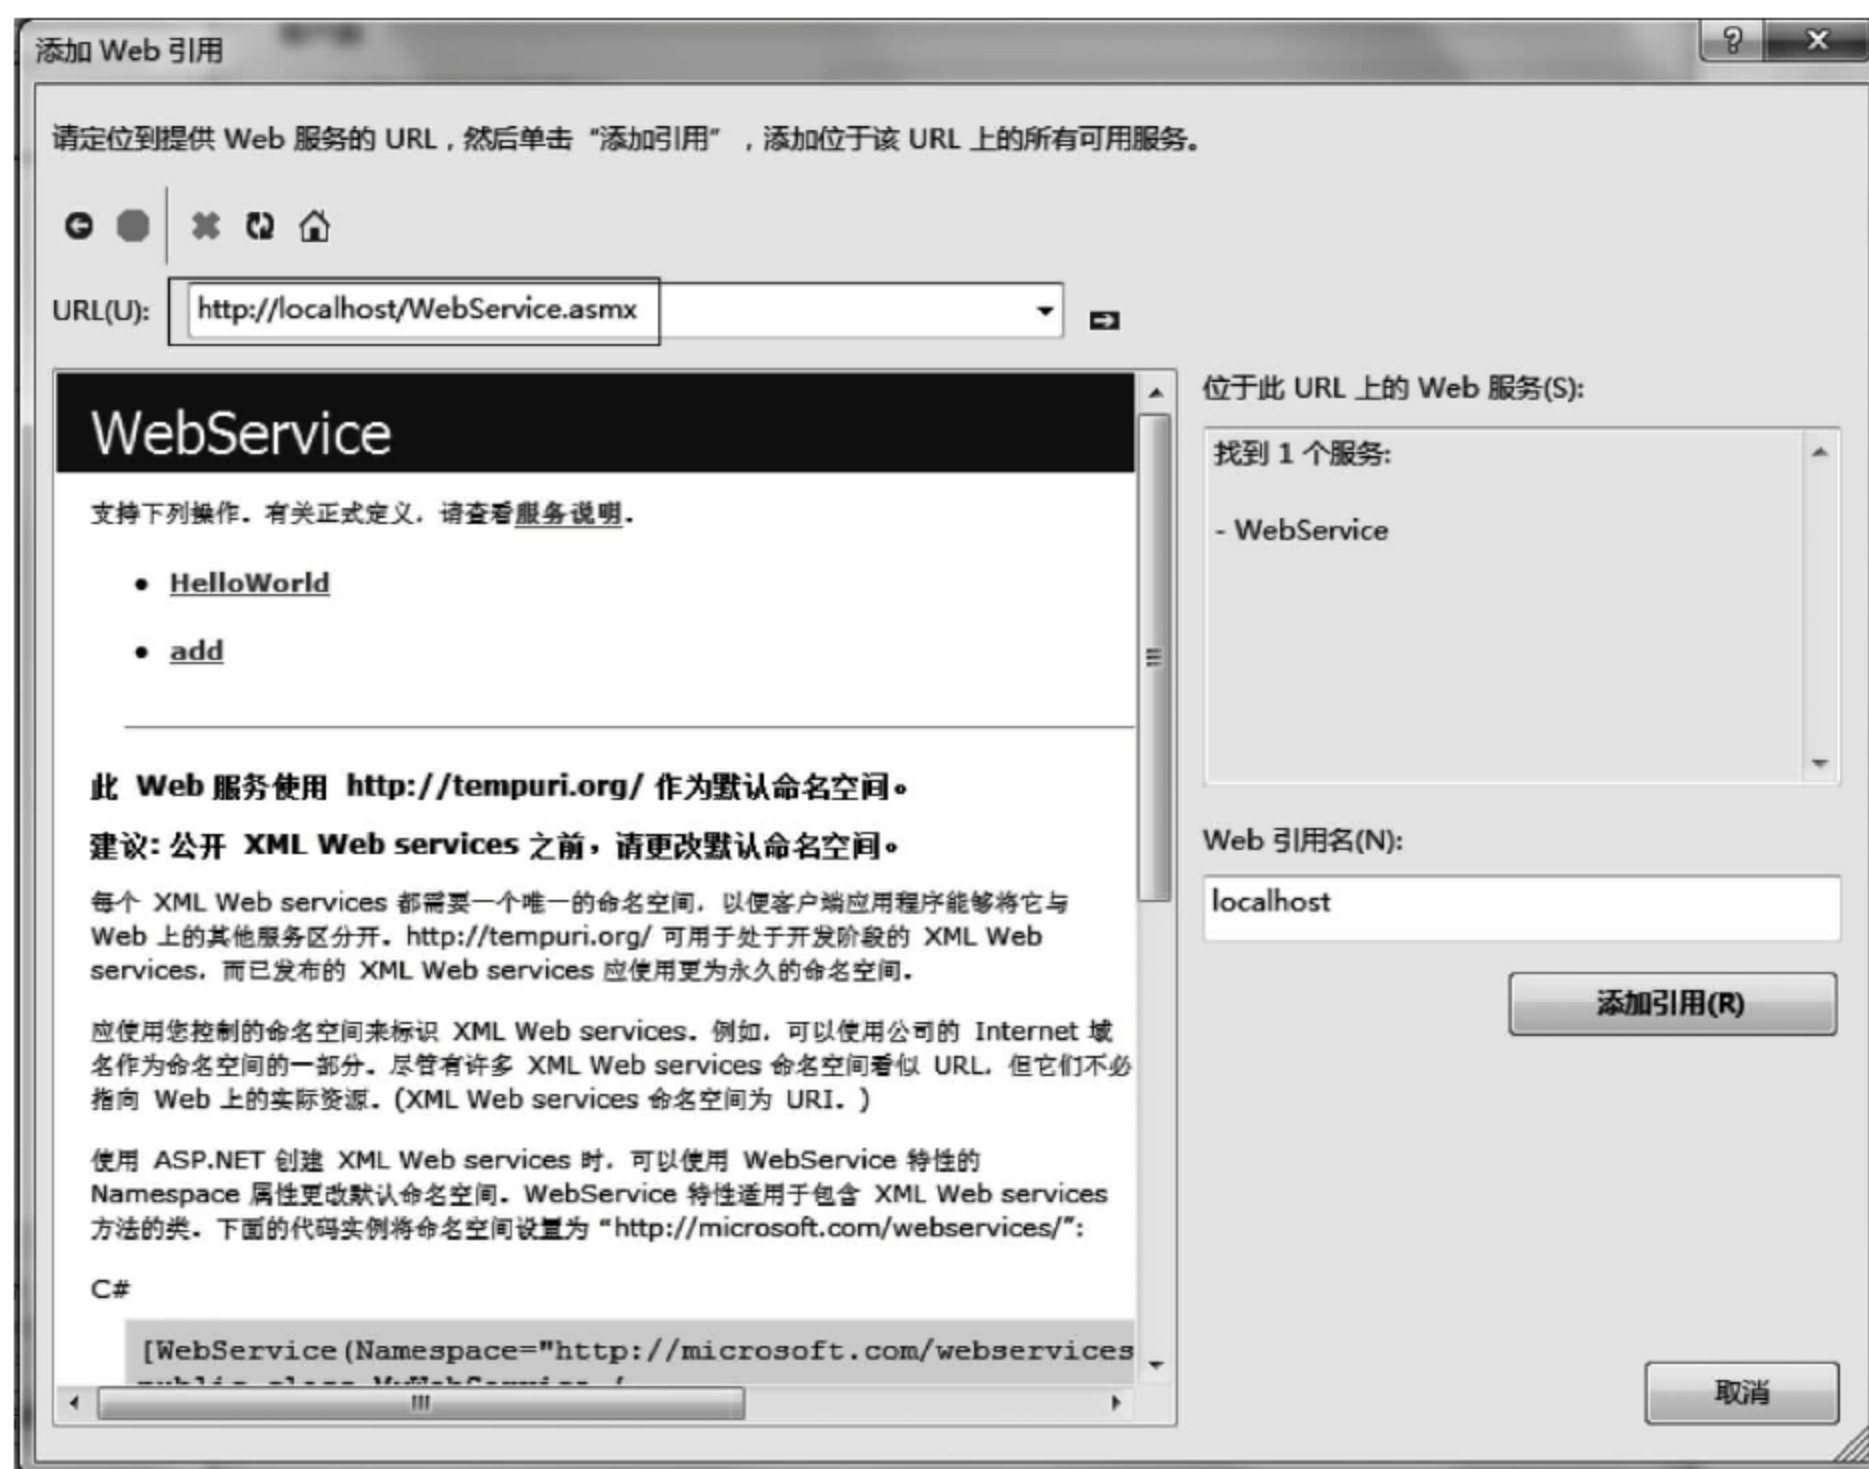 添加 Web 引用
请定位到提供 Web 服务的 URL，然后单击“添加引用”，添加位于该 URL 上的所有可用服务。
URL(U): http://localhost/WebService.asmx
WebService
支持下列操作。有关正式定义，请查看服务说明。
• HelloWorld
• add
此 Web 服务使用 http://tempuri.org/ 作为默认命名空间。
建议: 公开 XML Web services 之前，请更改默认命名空间。
每个 XML Web services 都需要一个唯一的命名空间，以便客户端应用程序能够将它与
Web 上的其他服务区分开。http://tempuri.org/ 可用于处于开发阶段的 XML Web
services，而已发布的 XML Web services 应使用更为永久的命名空间。
应使用您控制的命名空间来标识 XML Web services。例如，可以使用公司的 Internet 域
名作为命名空间的一部分。尽管有许多 XML Web services 命名空间看似 URL，但它们不必
指向 Web 上的实际资源。(XML Web services 命名空间为 URI。)
使用 ASP.NET 创建 XML Web services 时，可以使用 WebService 特性的
Namespace 属性更改默认命名空间。WebService 特性适用于包含 XML Web services
方法的类。下面的代码实例将命名空间设置为“http://microsoft.com/webservices/”:
C#
[WebService(Namespace="http://microsoft.com/webservices
public class MyWebService {
位于此 URL 上的 Web 服务(S):
找到 1 个服务:
- WebService
Web 引用名(N):
localhost
添加引用(R)
取消